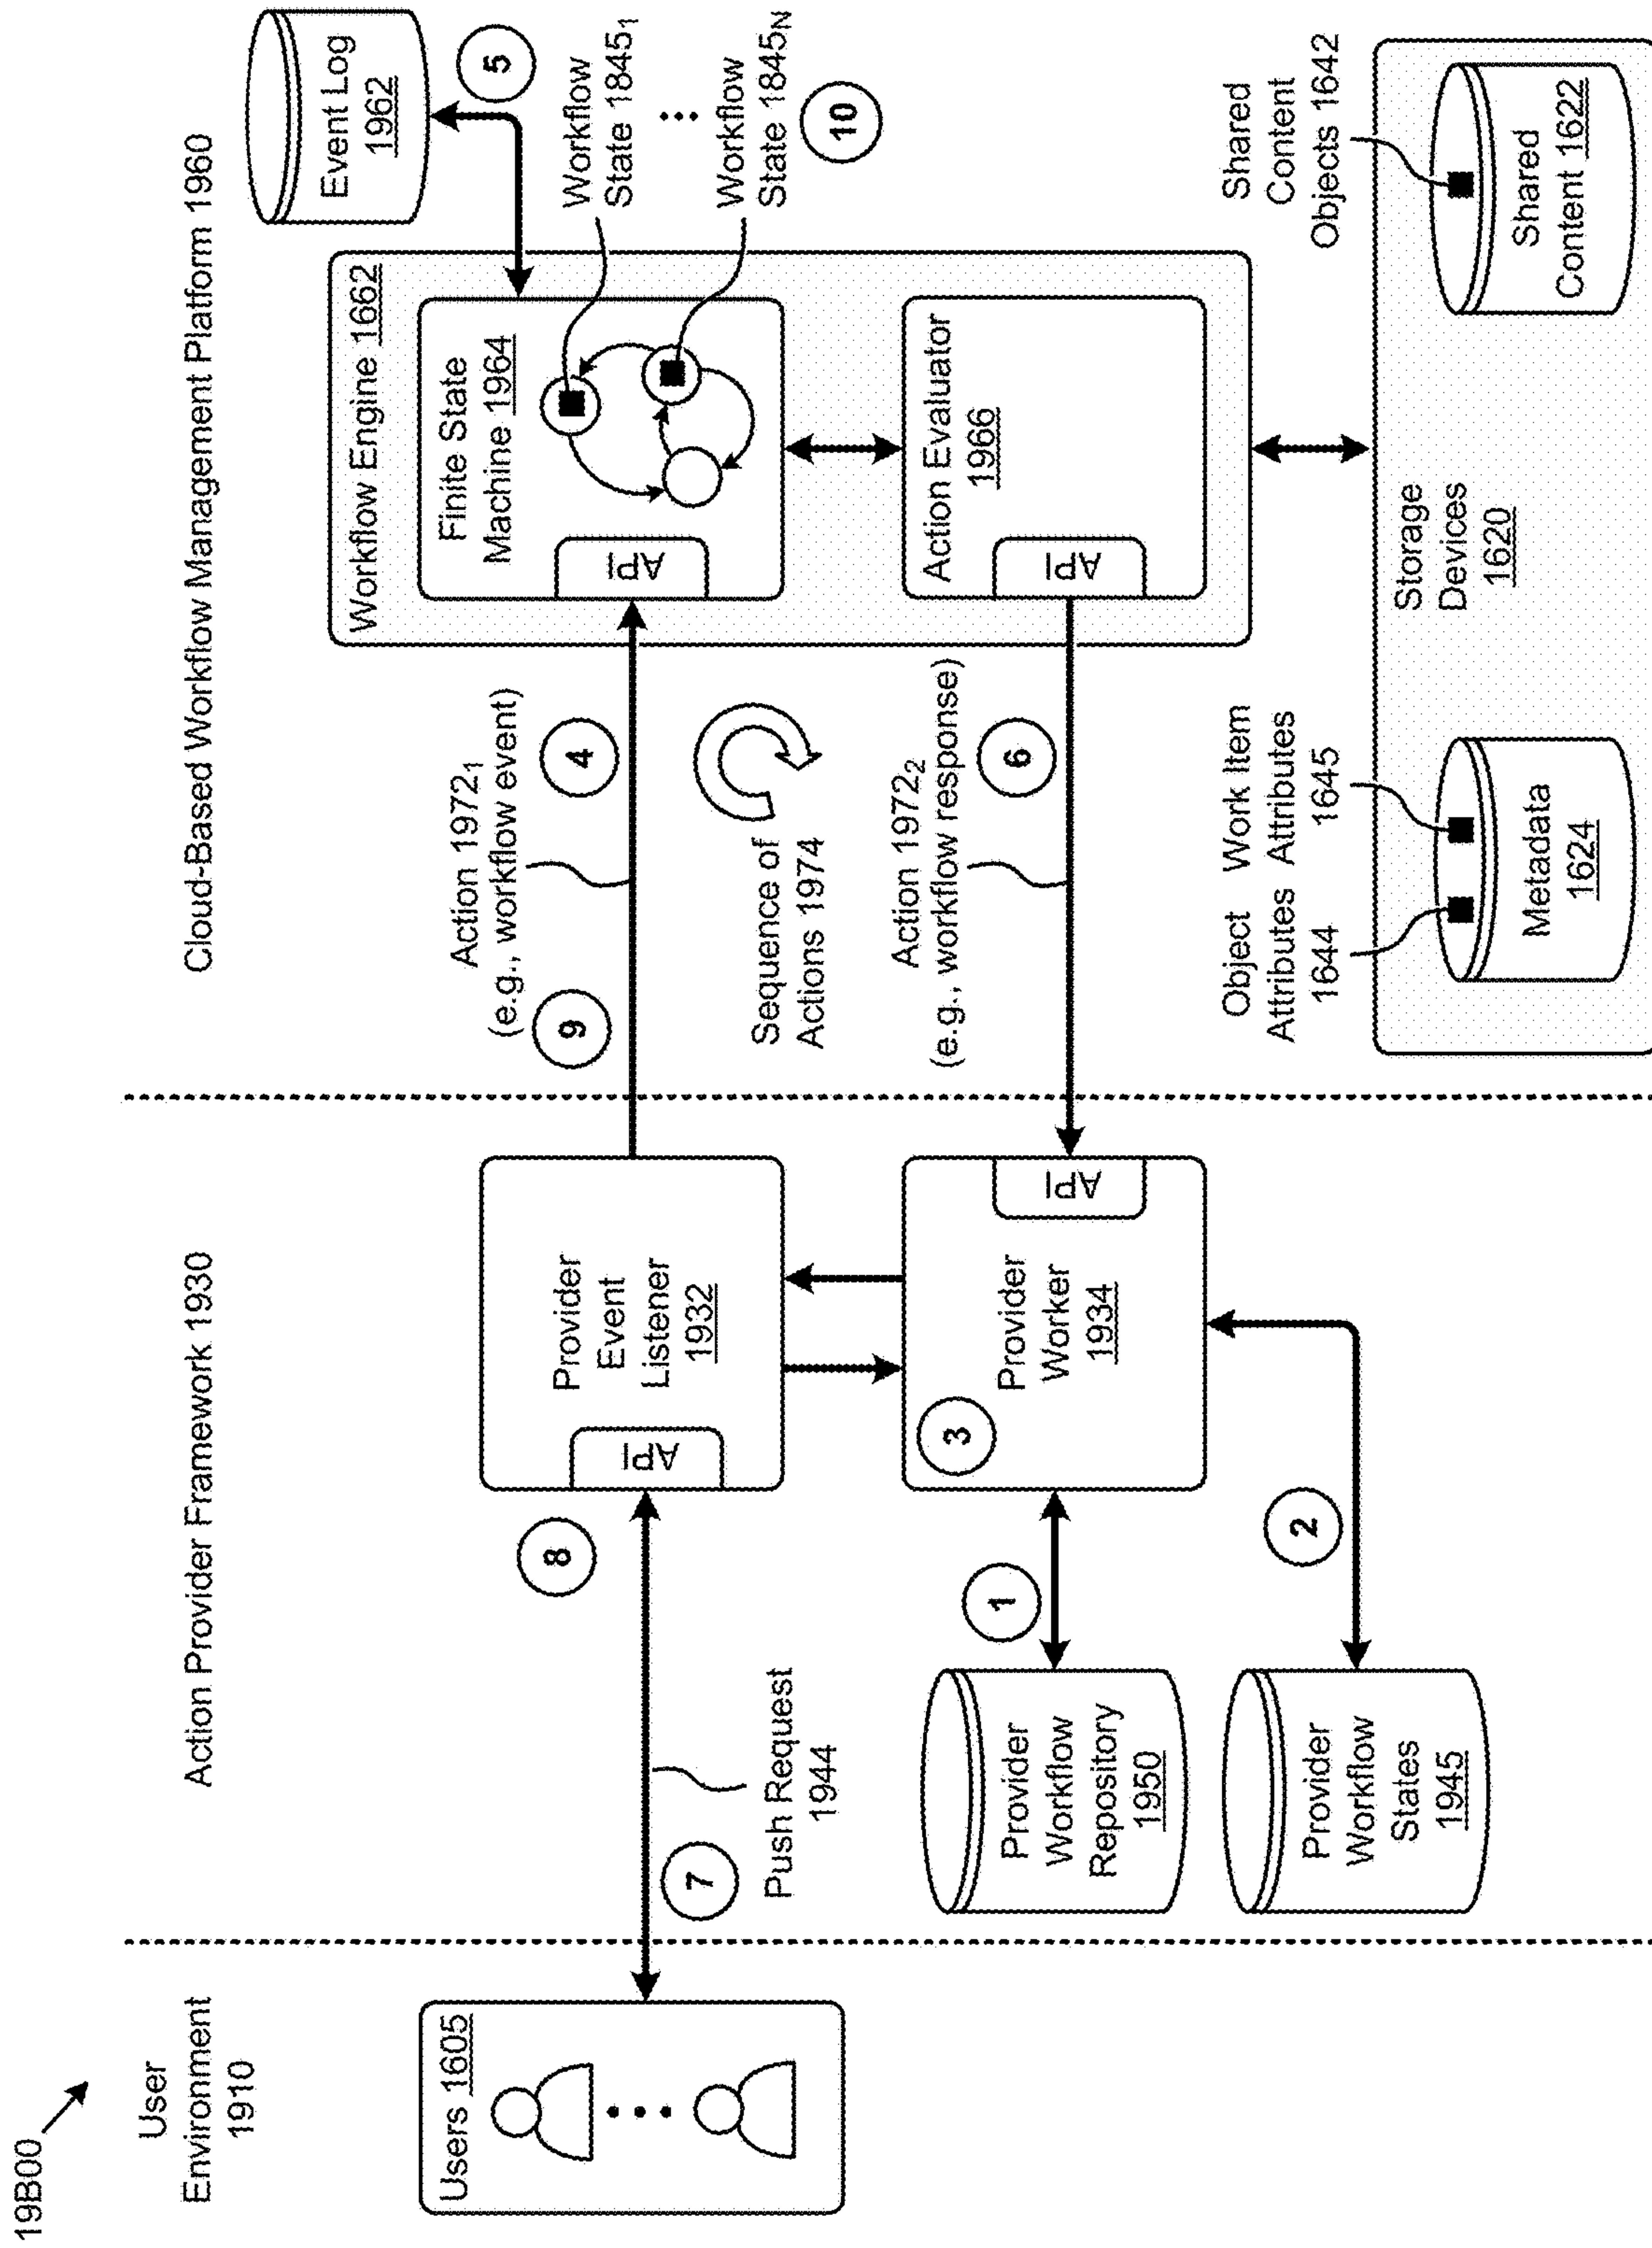 19B00
User
Environment
1910
Action Provider Framework 1930
Cloud-Based Workflow Management Platform 1960
Users 1605
7
Push Request
1944
8
API
Provider
Event
Listener
1932
9
Action 1972₁
(e.g., workflow event)
4
Sequence of
Actions 1974
Workflow Engine 1662
Finite State
Machine 1964
API
Event Log
1962
5
Workflow
State 1845₁
Workflow
State 1845N
10
1
Provider
Workflow
Repository
1950
2
Provider
Workflow
States
1945
3
Provider
Worker
1934
API
Action 1972₂
(e.g., workflow response)
6
Action Evaluator
1966
API
Object
Attributes
1644
Work Item
Attributes
1645
Metadata
1624
Storage
Devices
1620
Shared
Content
Objects 1642
Shared
Content 1622